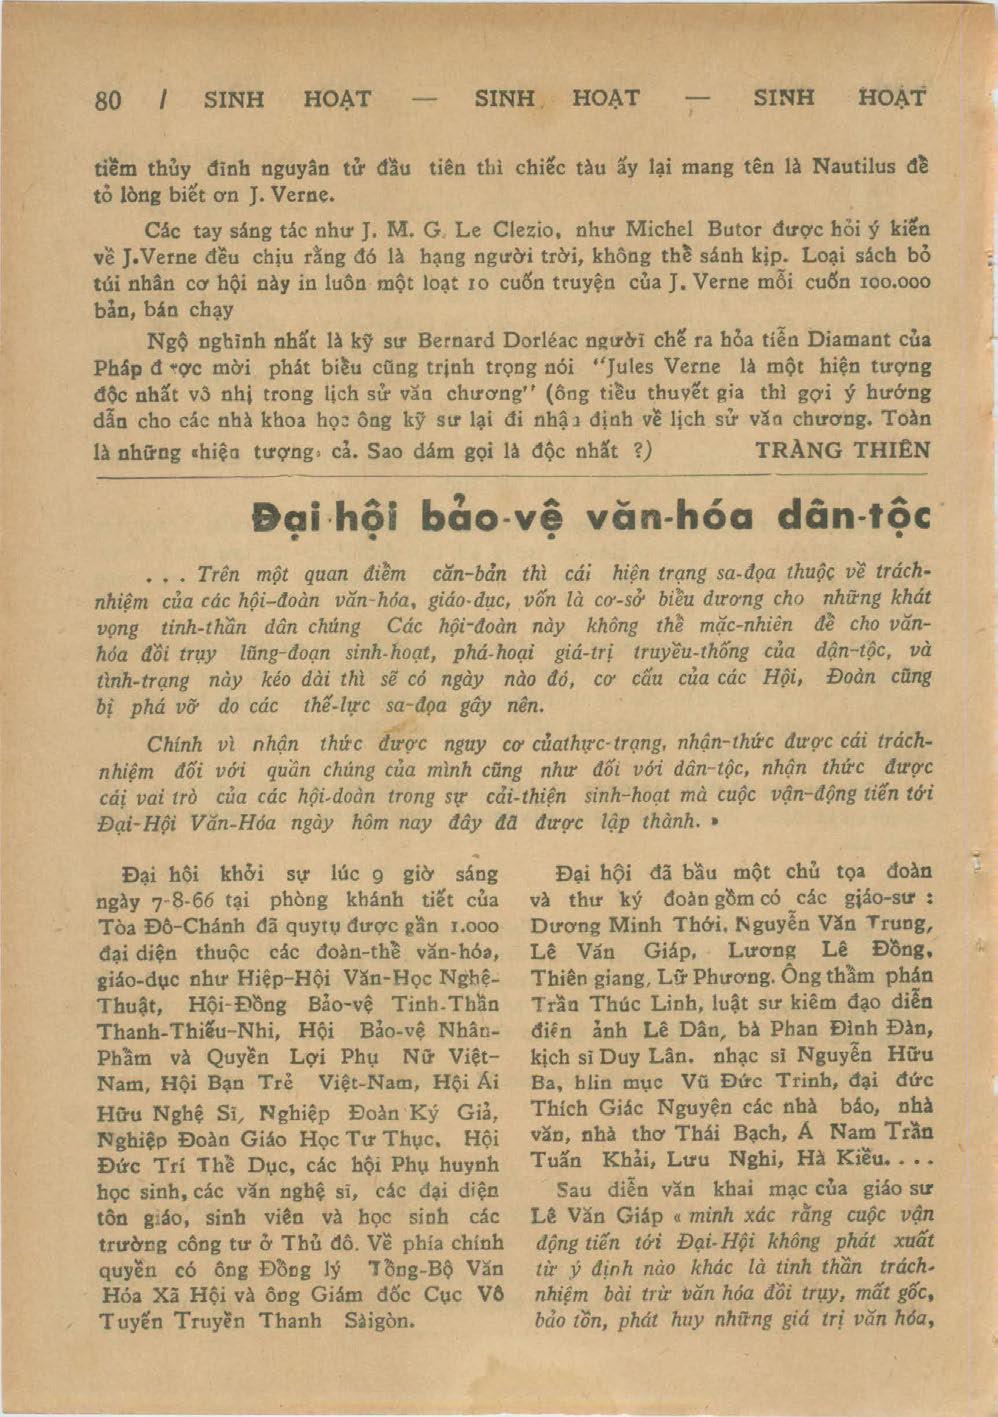 80 / SINH HOẠT — SINH HOẠT — SINH HOẠT
tiềm thủy đĩnh nguyên tử đầu tiên thì chiếc tàu ấy lại mang tên là Nautilus để
tỏ lòng biết ơn J. Verne.
Các tay sáng tác như J. M. G. Le Clezio, như Michel Butor được hỏi ý kiến
về J.Verne đều chịu rằng đó là hạng người trời, không thể sánh kịp. Loại sách bỏ
túi nhân cơ hội này in luôn một loạt 10 cuốn truyện của J. Verne mỗi cuốn 100.000
bản, bán chạy
Ngộ nghĩnh nhất là kỹ sư Bernard Dorléac người chế ra hỏa tiễn Diamant của
Pháp được mời phát biểu cũng trịnh trọng nói "Jules Verne là một hiện tượng
độc nhất vô nhị trong lịch sử văn chương" (ông tiểu thuyết gia thì gợi ý hướng
dẫn cho các nhà khoa học ông kỹ sư lại đi nhận định về lịch sử văn chương. Toàn
là những «hiện tượng» cả. Sao dám gọi là độc nhất ?) TRÀNG THIÊN
Đại-hội bảo-vệ văn-hóa dân-tộc
. . . Trên một quan điểm căn-bản thì cái hiện trạng sa-đọa thuộc về trách-
nhiệm của các hội-đoàn văn-hóa, giáo-dục, vốn là cơ-sở biểu dương cho những khát
vọng tinh-thần dân chúng Các hội-đoàn này không thể mặc-nhiên để cho văn-
hóa đồi trụy lũng-đoạn sinh-hoạt, phá-hoại giá-trị truyền-thống của dận-tộc, và
tình-trạng này kéo dài thì sẽ có ngày nào đó, cơ cấu của các Hội, Đoàn cũng
bị phá vỡ do các thế-lực sa-đọa gây nên.
Chính vì nhận thức được nguy cơ củathực-trạng, nhận-thức được cái trách-
nhiệm đối với quần chúng của mình cũng như đối với dân-tộc, nhận thức được
cái vai trò của các hội-đoàn trong sự cải-thiện sinh-hoạt mà cuộc vận-động tiến tới
Đại-Hội Văn-Hóa ngày hôm nay đây đã được lập thành. »
Đại hội khởi sự lúc 9 giờ sáng
ngày 7-8-66 tại phòng khánh tiết của
Tòa Đô-Chánh đã quytụ được gần 1.000
đại diện thuộc các đoàn-thể văn-hóa,
giáo-dục như Hiệp-Hội Văn-Học Nghệ-
Thuật, Hội-Đồng Bảo-vệ Tinh-Thần
Thanh-Thiếu-Nhi, Hội Bảo-vệ Nhân-
Phẩm và Quyền Lợi Phụ Nữ Việt-
Nam, Hội Bạn Trẻ Việt-Nam, Hội Ái
Hữu Nghệ Sĩ, Nghiệp Đoàn Ký Giả,
Nghiệp Đoàn Giáo Học Tư Thục, Hội
Đức Trí Thể Dục, các hội Phụ huynh
học sinh, các văn nghệ sĩ, các đại diện
tôn giáo, sinh viên và học sinh các
trường công tư ở Thủ đô. Về phía chính
quyền có ông Đổng lý Tổng-Bộ Văn
Hóa Xã Hội và ông Giám đốc Cục Vô
Tuyến Truyền Thanh Sàigòn.
Đại hội đã bầu một chủ tọa đoàn
và thư ký đoàn gồm có các giáo-sư :
Dương Minh Thới, Nguyễn Văn Trung,
Lê Văn Giáp, Lương Lê Đồng,
Thiên giang, Lữ Phương. Ông thẩm phán
Trần Thúc Linh, luật sư kiêm đạo diễn
điện ảnh Lê Dân, bà Phan Đình Đàn,
kịch sĩ Duy Lân. nhạc sĩ Nguyễn Hữu
Ba, hlin mục Vũ Đức Trinh, đại đức
Thích Giác Nguyện các nhà báo, nhà
văn, nhà thơ Thái Bạch, Á Nam Trần
Tuấn Khải, Lưu Nghi, Hà Kiều. . . .
Sau diễn văn khai mạc của giáo sư
Lê Văn Giáp « minh xác rằng cuộc vận
động tiến tới Đại-Hội không phát xuất
từ ý định nào khác là tinh thần trách-
nhiệm bài trừ văn hóa đồi trụy, mất gốc,
bảo tồn, phát huy những giá trị văn hóa,